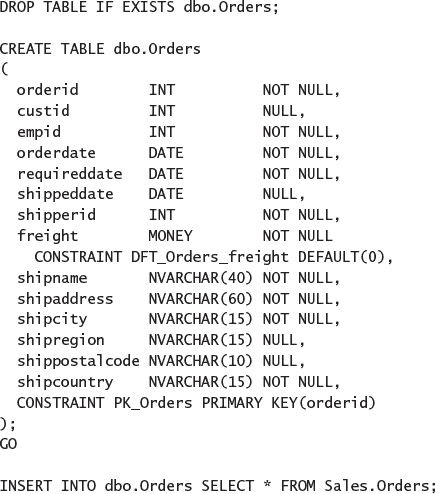 DROP TABLE IF EXISTS dbo.Orders;
CREATE TABLE dbo.Orders
(
  orderid        INT          NOT NULL,
  custid         INT          NULL,
  empid          INT          NOT NULL,
  orderdate      DATE         NOT NULL,
  requireddate   DATE         NOT NULL,
  shippeddate    DATE         NULL,
  shipperid      INT          NOT NULL,
  freight        MONEY        NOT NULL
    CONSTRAINT DFT_Orders_freight DEFAULT(0),
  shipname       NVARCHAR(40) NOT NULL,
  shipaddress    NVARCHAR(60) NOT NULL,
  shipcity       NVARCHAR(15) NOT NULL,
  shipregion     NVARCHAR(15) NULL,
  shippostalcode NVARCHAR(10) NULL,
  shipcountry    NVARCHAR(15) NOT NULL,
  CONSTRAINT PK_Orders PRIMARY KEY(orderid)
);
GO
INSERT INTO dbo.Orders SELECT * FROM Sales.Orders;